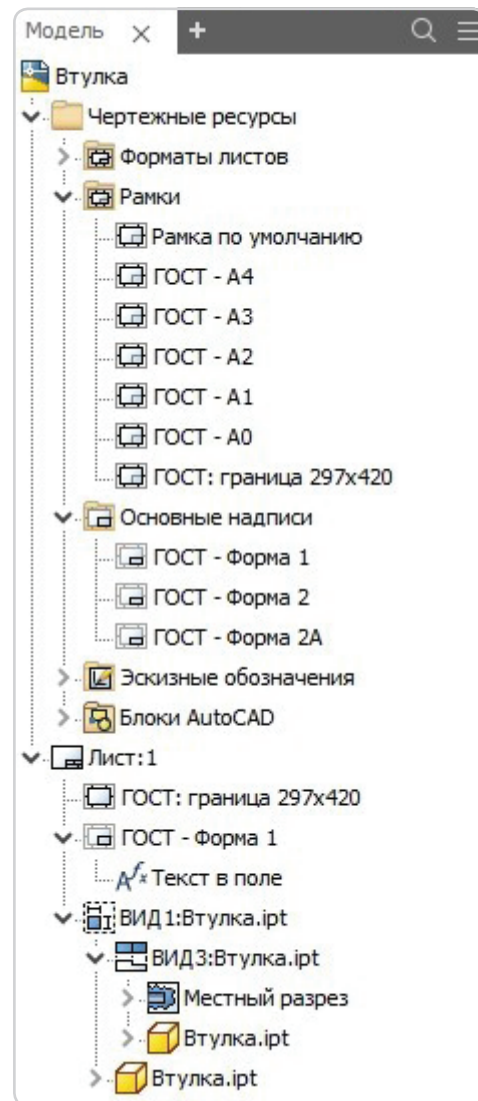 Модель
Втулка
Чертежные ресурсы
Форматы листов
Рамки
Рамка по умолчанию
ГОСТ - А4
ГОСТ - А3
ГОСТ - А2
ГОСТ - А1
ГОСТ - А0
ГОСТ: граница 297x420
Основные надписи
ГОСТ - Форма 1
ГОСТ - Форма 2
ГОСТ - Форма 2А
Эскизные обозначения
Блоки AutoCAD
Лист:1
ГОСТ: граница 297x420
ГОСТ - Форма 1
Текст в поле
ВИД1:Втулка.ipt
ВИД3:Втулка.ipt
Местный разрез
Втулка.ipt
Втулка.ipt